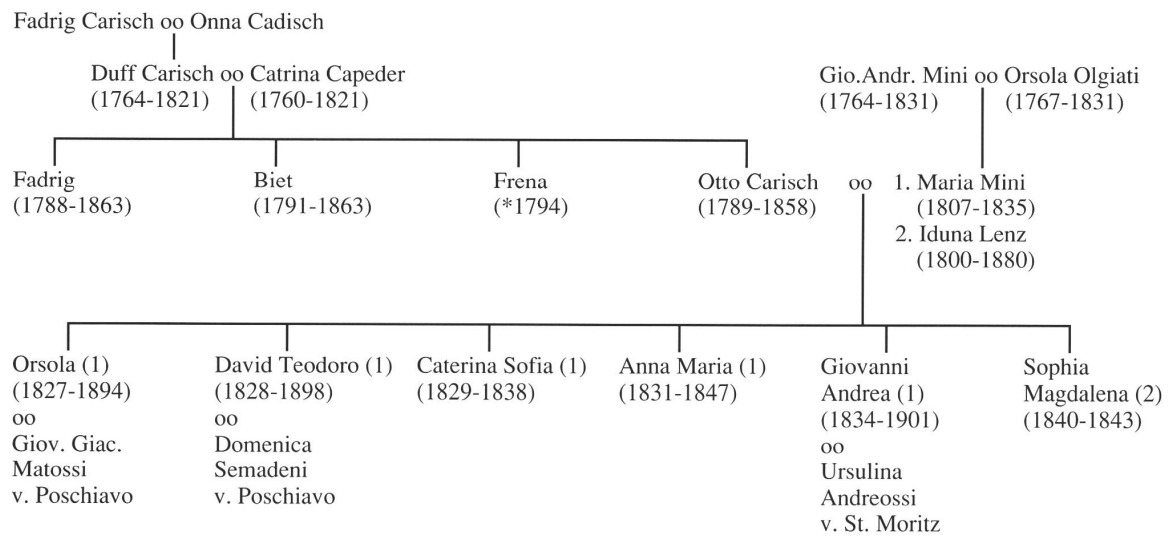 Fadrig Carisch oo Onna Cadisch
Duff Carisch oo Catrina Capeder
(1764-1821) (1760-1821)
Gio.Andr. Mini oo Orsola Olgiati
(1764-1831) (1767-1831)
Fadrig
(1788-1863)
Biet
(1791-1863)
Frena
(*1794)
Otto Carisch oo 1. Maria Mini
(1789-1858) (1807-1835)
2. Iduna Lenz
(1800-1880)
Orsola (1)
(1827-1894)
oo
Giov. Giac.
Matossi
v. Poschiavo
David Teodoro (1)
(1828-1898)
oo
Domenica
Semadeni
v. Poschiavo
Caterina Sofia (1)
(1829-1838)
Anna Maria (1)
(1831-1847)
Giovanni
Andrea (1)
(1834-1901)
oo
Ursulina
Andreossi
v. St. Moritz
Sophia
Magdalena (2)
(1840-1843)